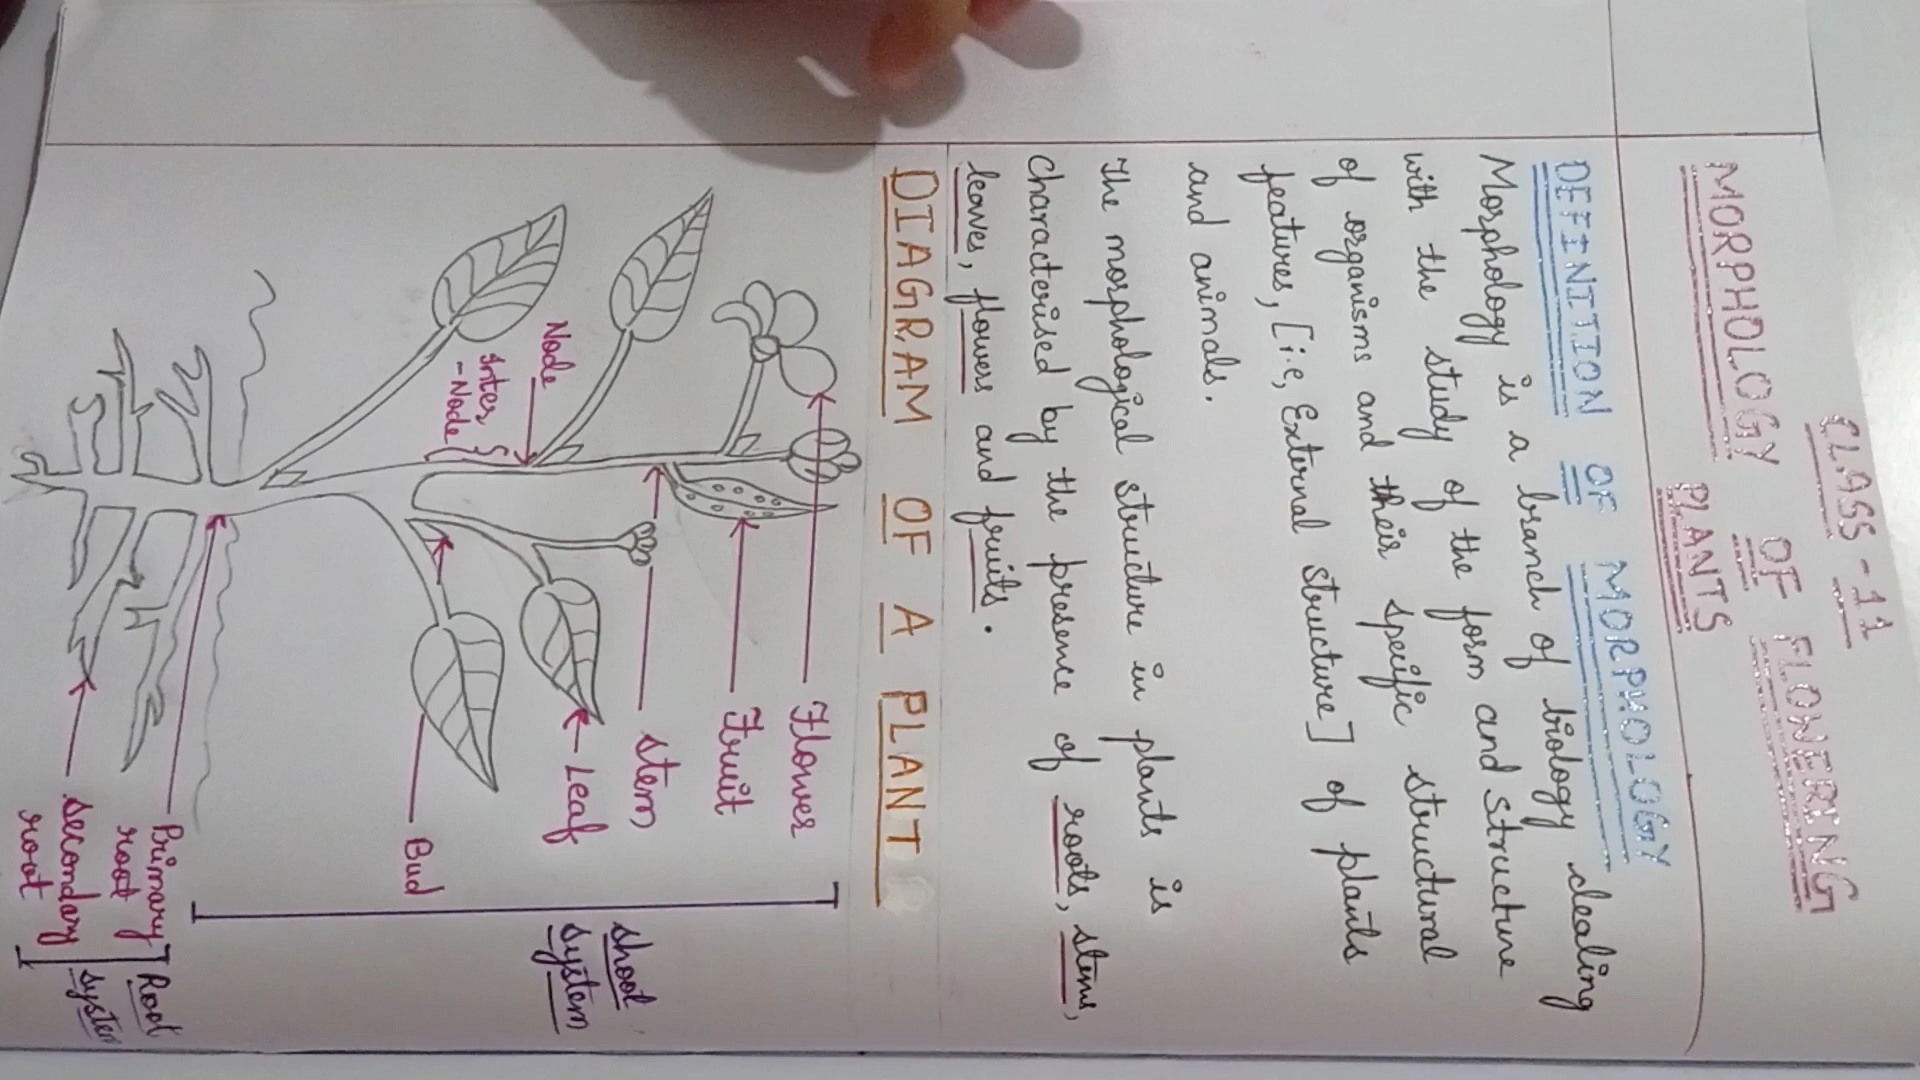 CLASS-11
MORPHOLOGY OF FLOWERING
PLANTS
DEFINITION OF MORPHOLOGY
Morphology is a branch of biology dealing
with the study of the form and structure
of organisms and their specific structural
features, [i.e, External structure] of plants
and animals.
The morphological structure in plants is
characterised by the presence of roots, stems,
leaves, flowers and fruits.
DIAGRAM OF A PLANT
Flower
Fruit
stem
Leaf
Node
Inter
-Node
Bud
shoot
system
Primary
root
secondary
root
Root
system